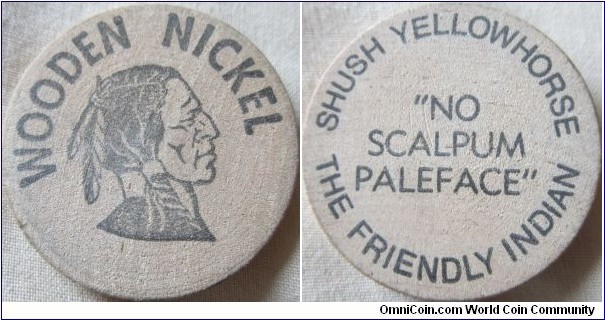 WOODEN NICKEL
SHUSH YELLOWHORSE
"NO
SCALPUM
PALEFACE"
THE FRIENDLY INDIAN
OmniCoin.com World Coin Community